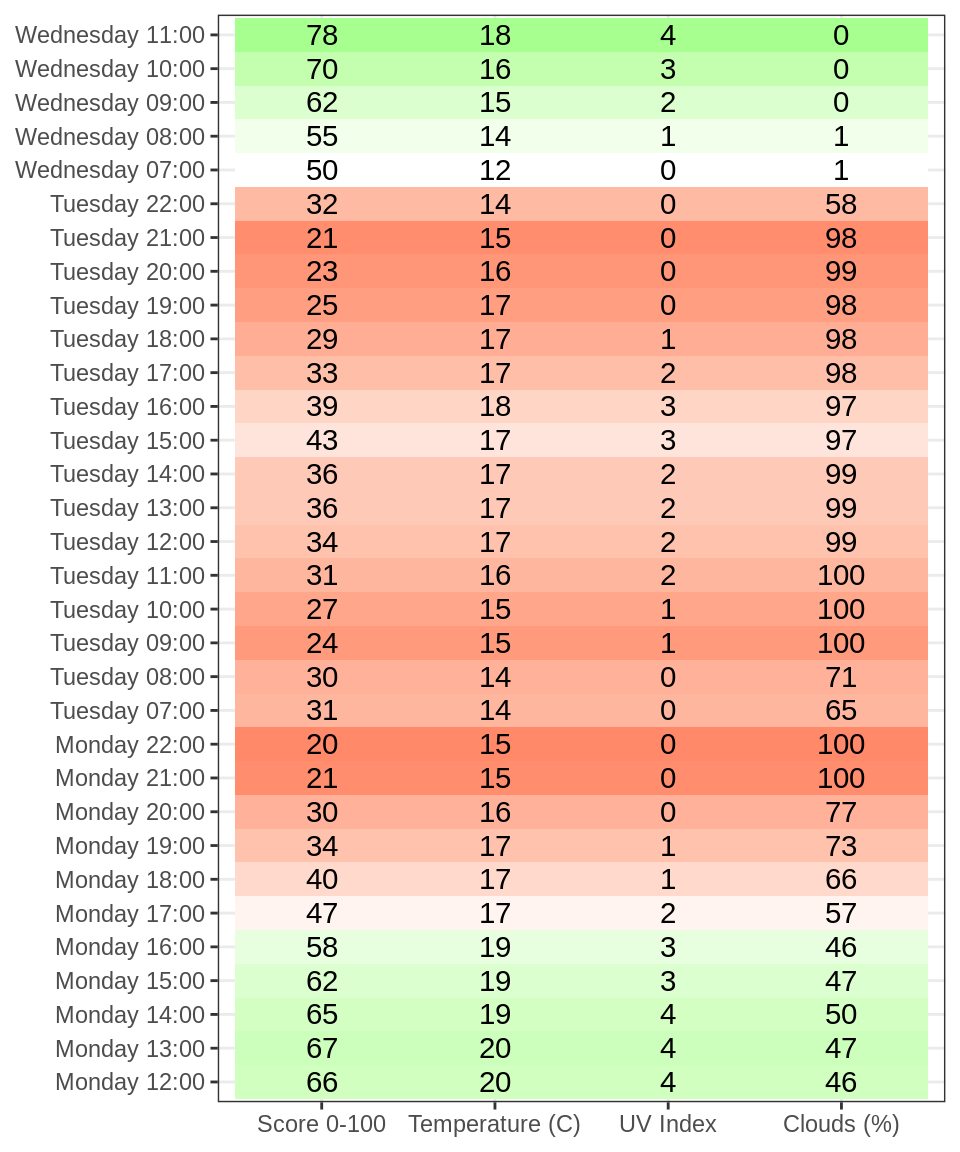 Wednesday 11:00 78 18 4 0
Wednesday 10:00 70 16 3 0
Wednesday 09:00 62 15 2 0
Wednesday 08:00 55 14 1 1
Wednesday 07:00 50 12 0 1
Tuesday 22:00 32 14 0 58
Tuesday 21:00 21 15 0 98
Tuesday 20:00 23 16 0 99
Tuesday 19:00 25 17 0 98
Tuesday 18:00 29 17 1 98
Tuesday 17:00 33 17 2 98
Tuesday 16:00 39 18 3 97
Tuesday 15:00 43 17 3 97
Tuesday 14:00 36 17 2 99
Tuesday 13:00 36 17 2 99
Tuesday 12:00 34 17 2 99
Tuesday 11:00 31 16 2 100
Tuesday 10:00 27 15 1 100
Tuesday 09:00 24 15 1 100
Tuesday 08:00 30 14 0 71
Tuesday 07:00 31 14 0 65
Monday 22:00 20 15 0 100
Monday 21:00 21 15 0 100
Monday 20:00 30 16 0 77
Monday 19:00 34 17 1 73
Monday 18:00 40 17 1 66
Monday 17:00 47 17 2 57
Monday 16:00 58 19 3 46
Monday 15:00 62 19 3 47
Monday 14:00 65 19 4 50
Monday 13:00 67 20 4 47
Monday 12:00 66 20 4 46
Score 0-100 Temperature (C) UV Index Clouds (%)